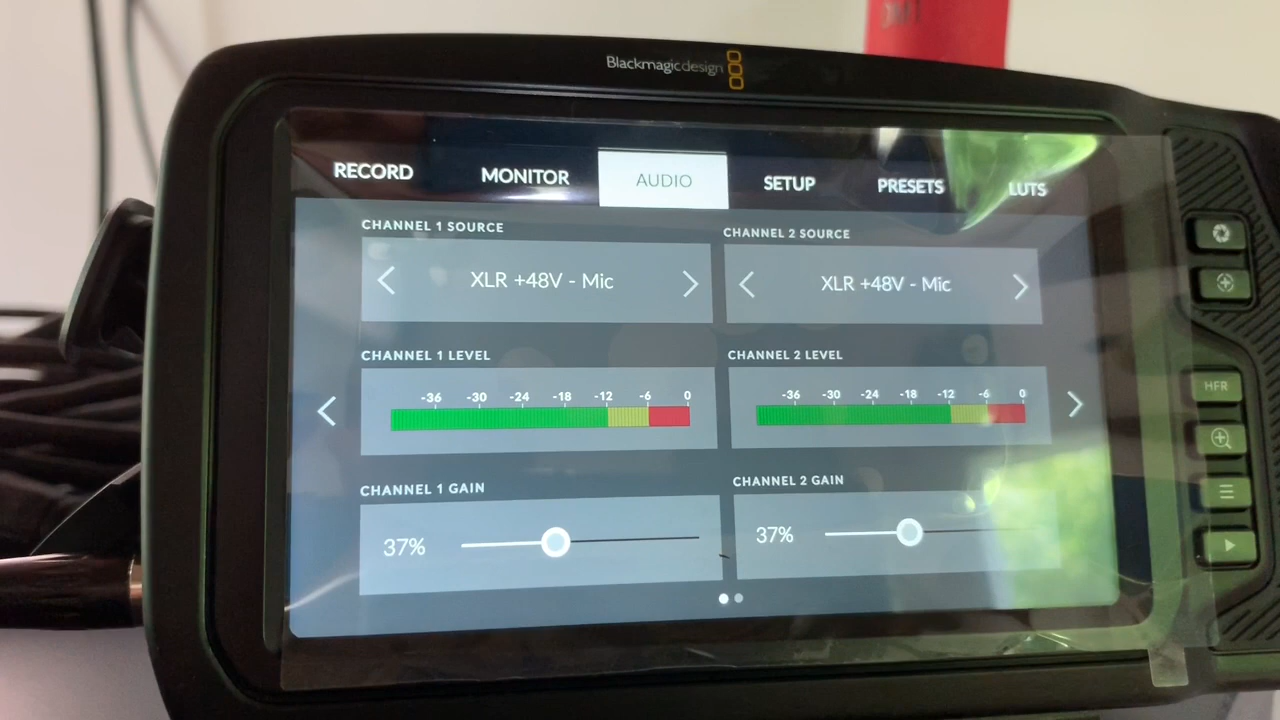 Blackmagicdesign
RECORD MONITOR AUDIO SETUP PRESETS LUTS
CHANNEL 1 SOURCE CHANNEL 2 SOURCE
XLR +48V - Mic XLR +48V - Mic
CHANNEL 1 LEVEL CHANNEL 2 LEVEL
-36 -30 -24 -18 -12 -6 0 -36 -30 -24 -18 -12 -6 0
CHANNEL 1 GAIN CHANNEL 2 GAIN
37% 37%
HFR